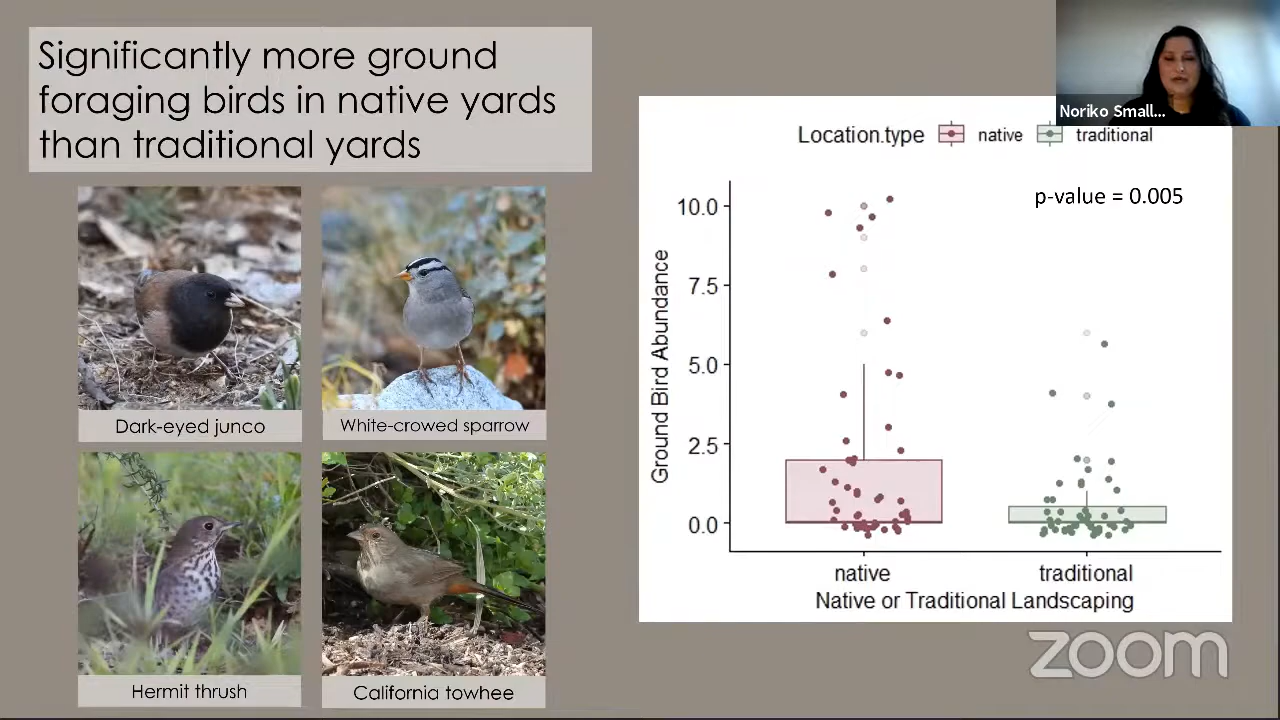 Significantly more ground
foraging birds in native yards
than traditional yards
Noriko Small...
Dark-eyed junco
White-crowed sparrow
Hermit thrush
California towhee
Location.type native traditional
p-value = 0.005
Ground Bird Abundance
10.0
7.5
5.0
2.5
0.0
native traditional
Native or Traditional Landscaping
zoom